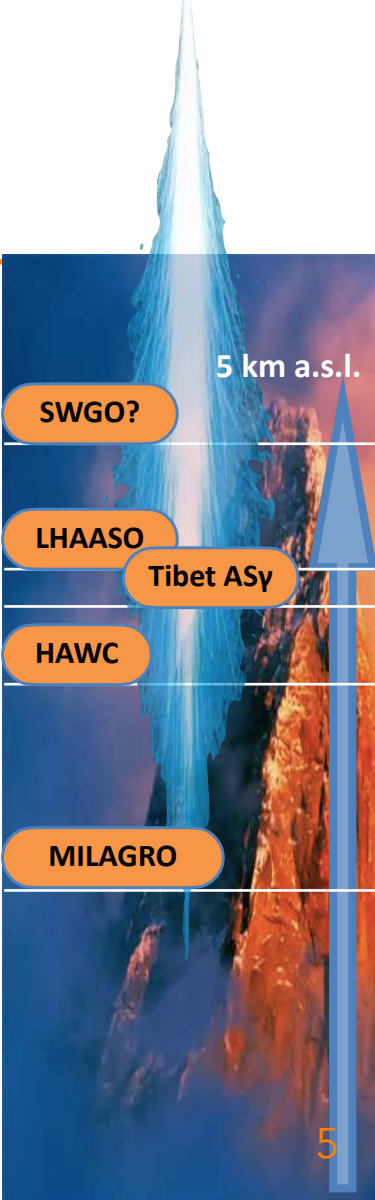 5 km a.s.l.
SWGO?
LHAASO
Tibet ASγ
HAWC
MILAGRO
5